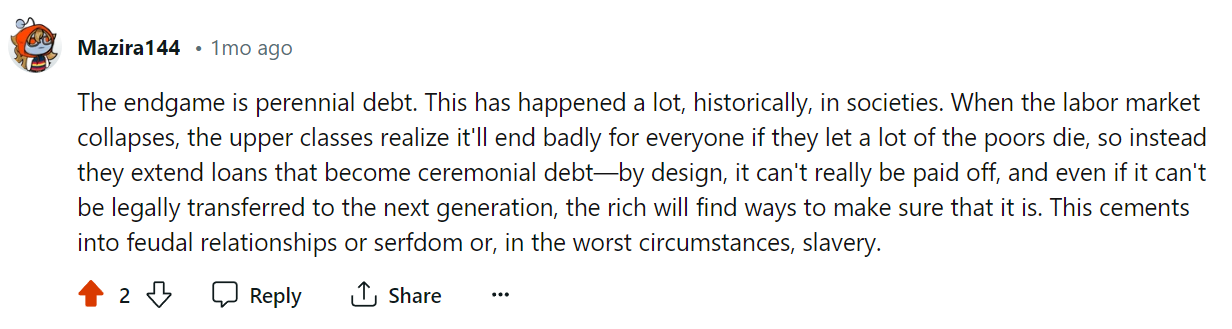 Mazira144 • 1mo ago
The endgame is perennial debt. This has happened a lot, historically, in societies. When the labor market
collapses, the upper classes realize it'll end badly for everyone if they let a lot of the poors die, so instead
they extend loans that become ceremonial debt—by design, it can't really be paid off, and even if it can't
be legally transferred to the next generation, the rich will find ways to make sure that it is. This cements
into feudal relationships or serfdom or, in the worst circumstances, slavery.
2 Reply Share ...